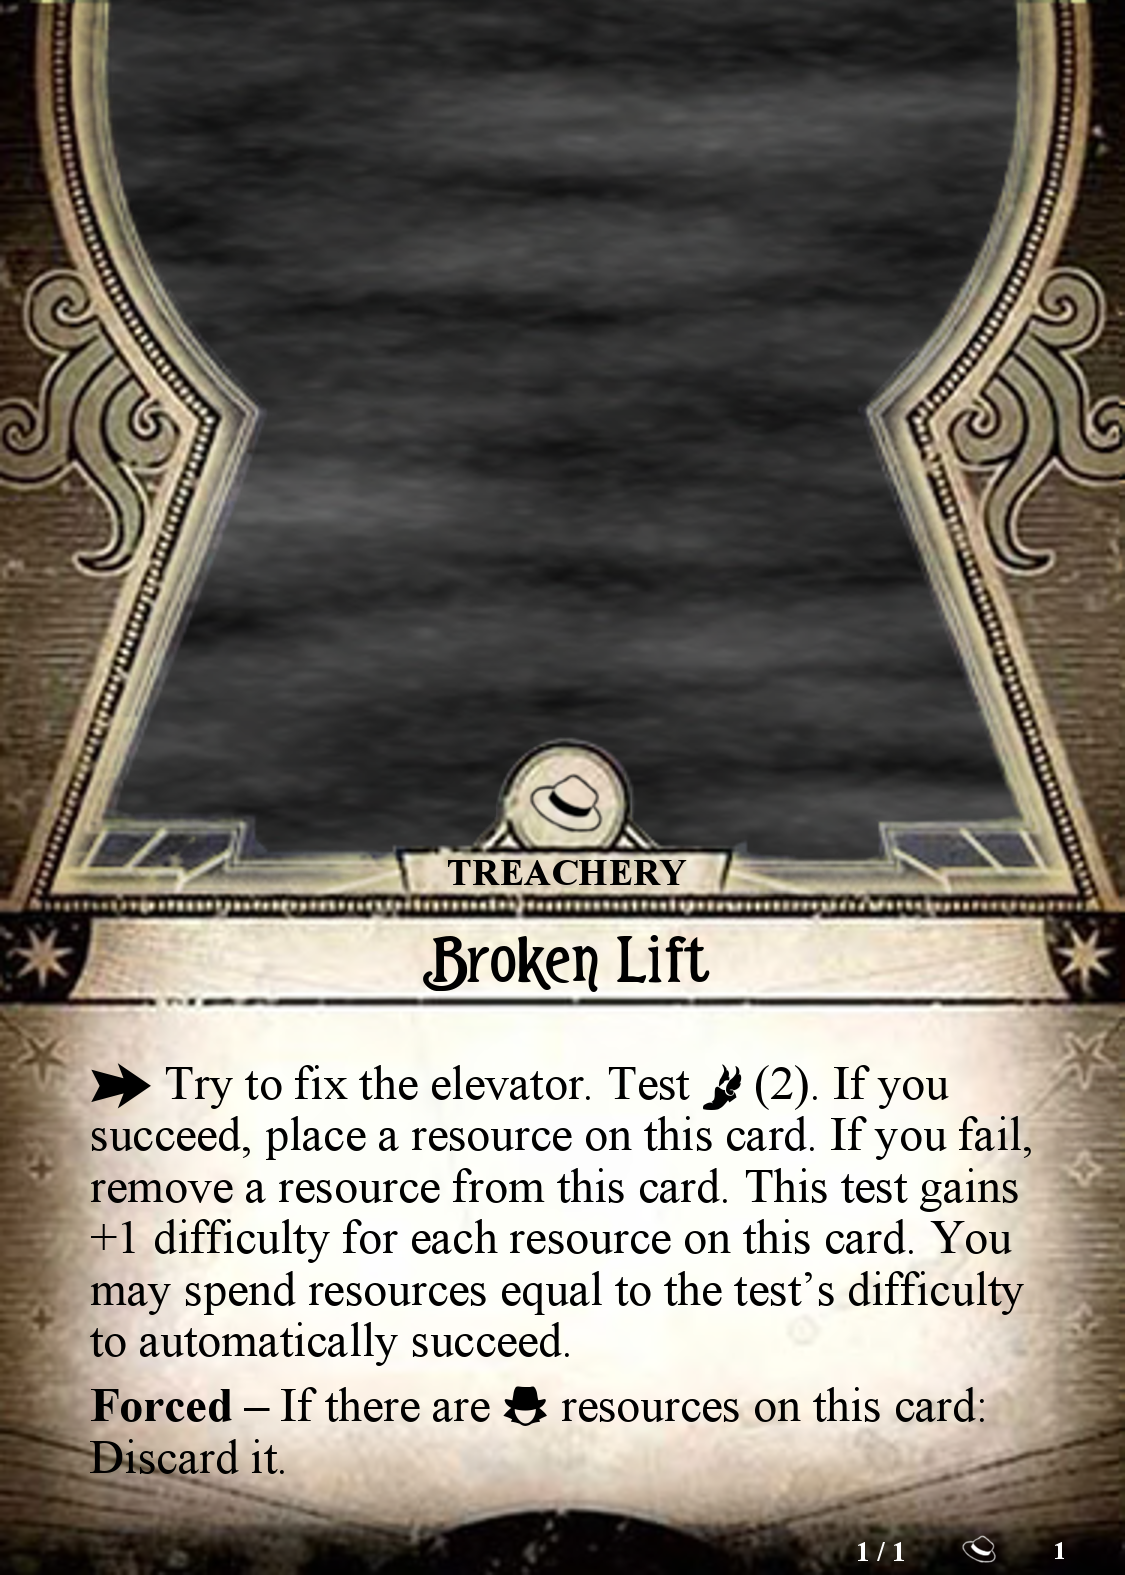 TREACHERY
Broken Lift
Try to fix the elevator. Test (2). If you
succeed, place a resource on this card. If you fail,
remove a resource from this card. This test gains
+1 difficulty for each resource on this card. You
may spend resources equal to the test’s difficulty
to automatically succeed.
Forced – If there are resources on this card:
Discard it.
1 / 1 1